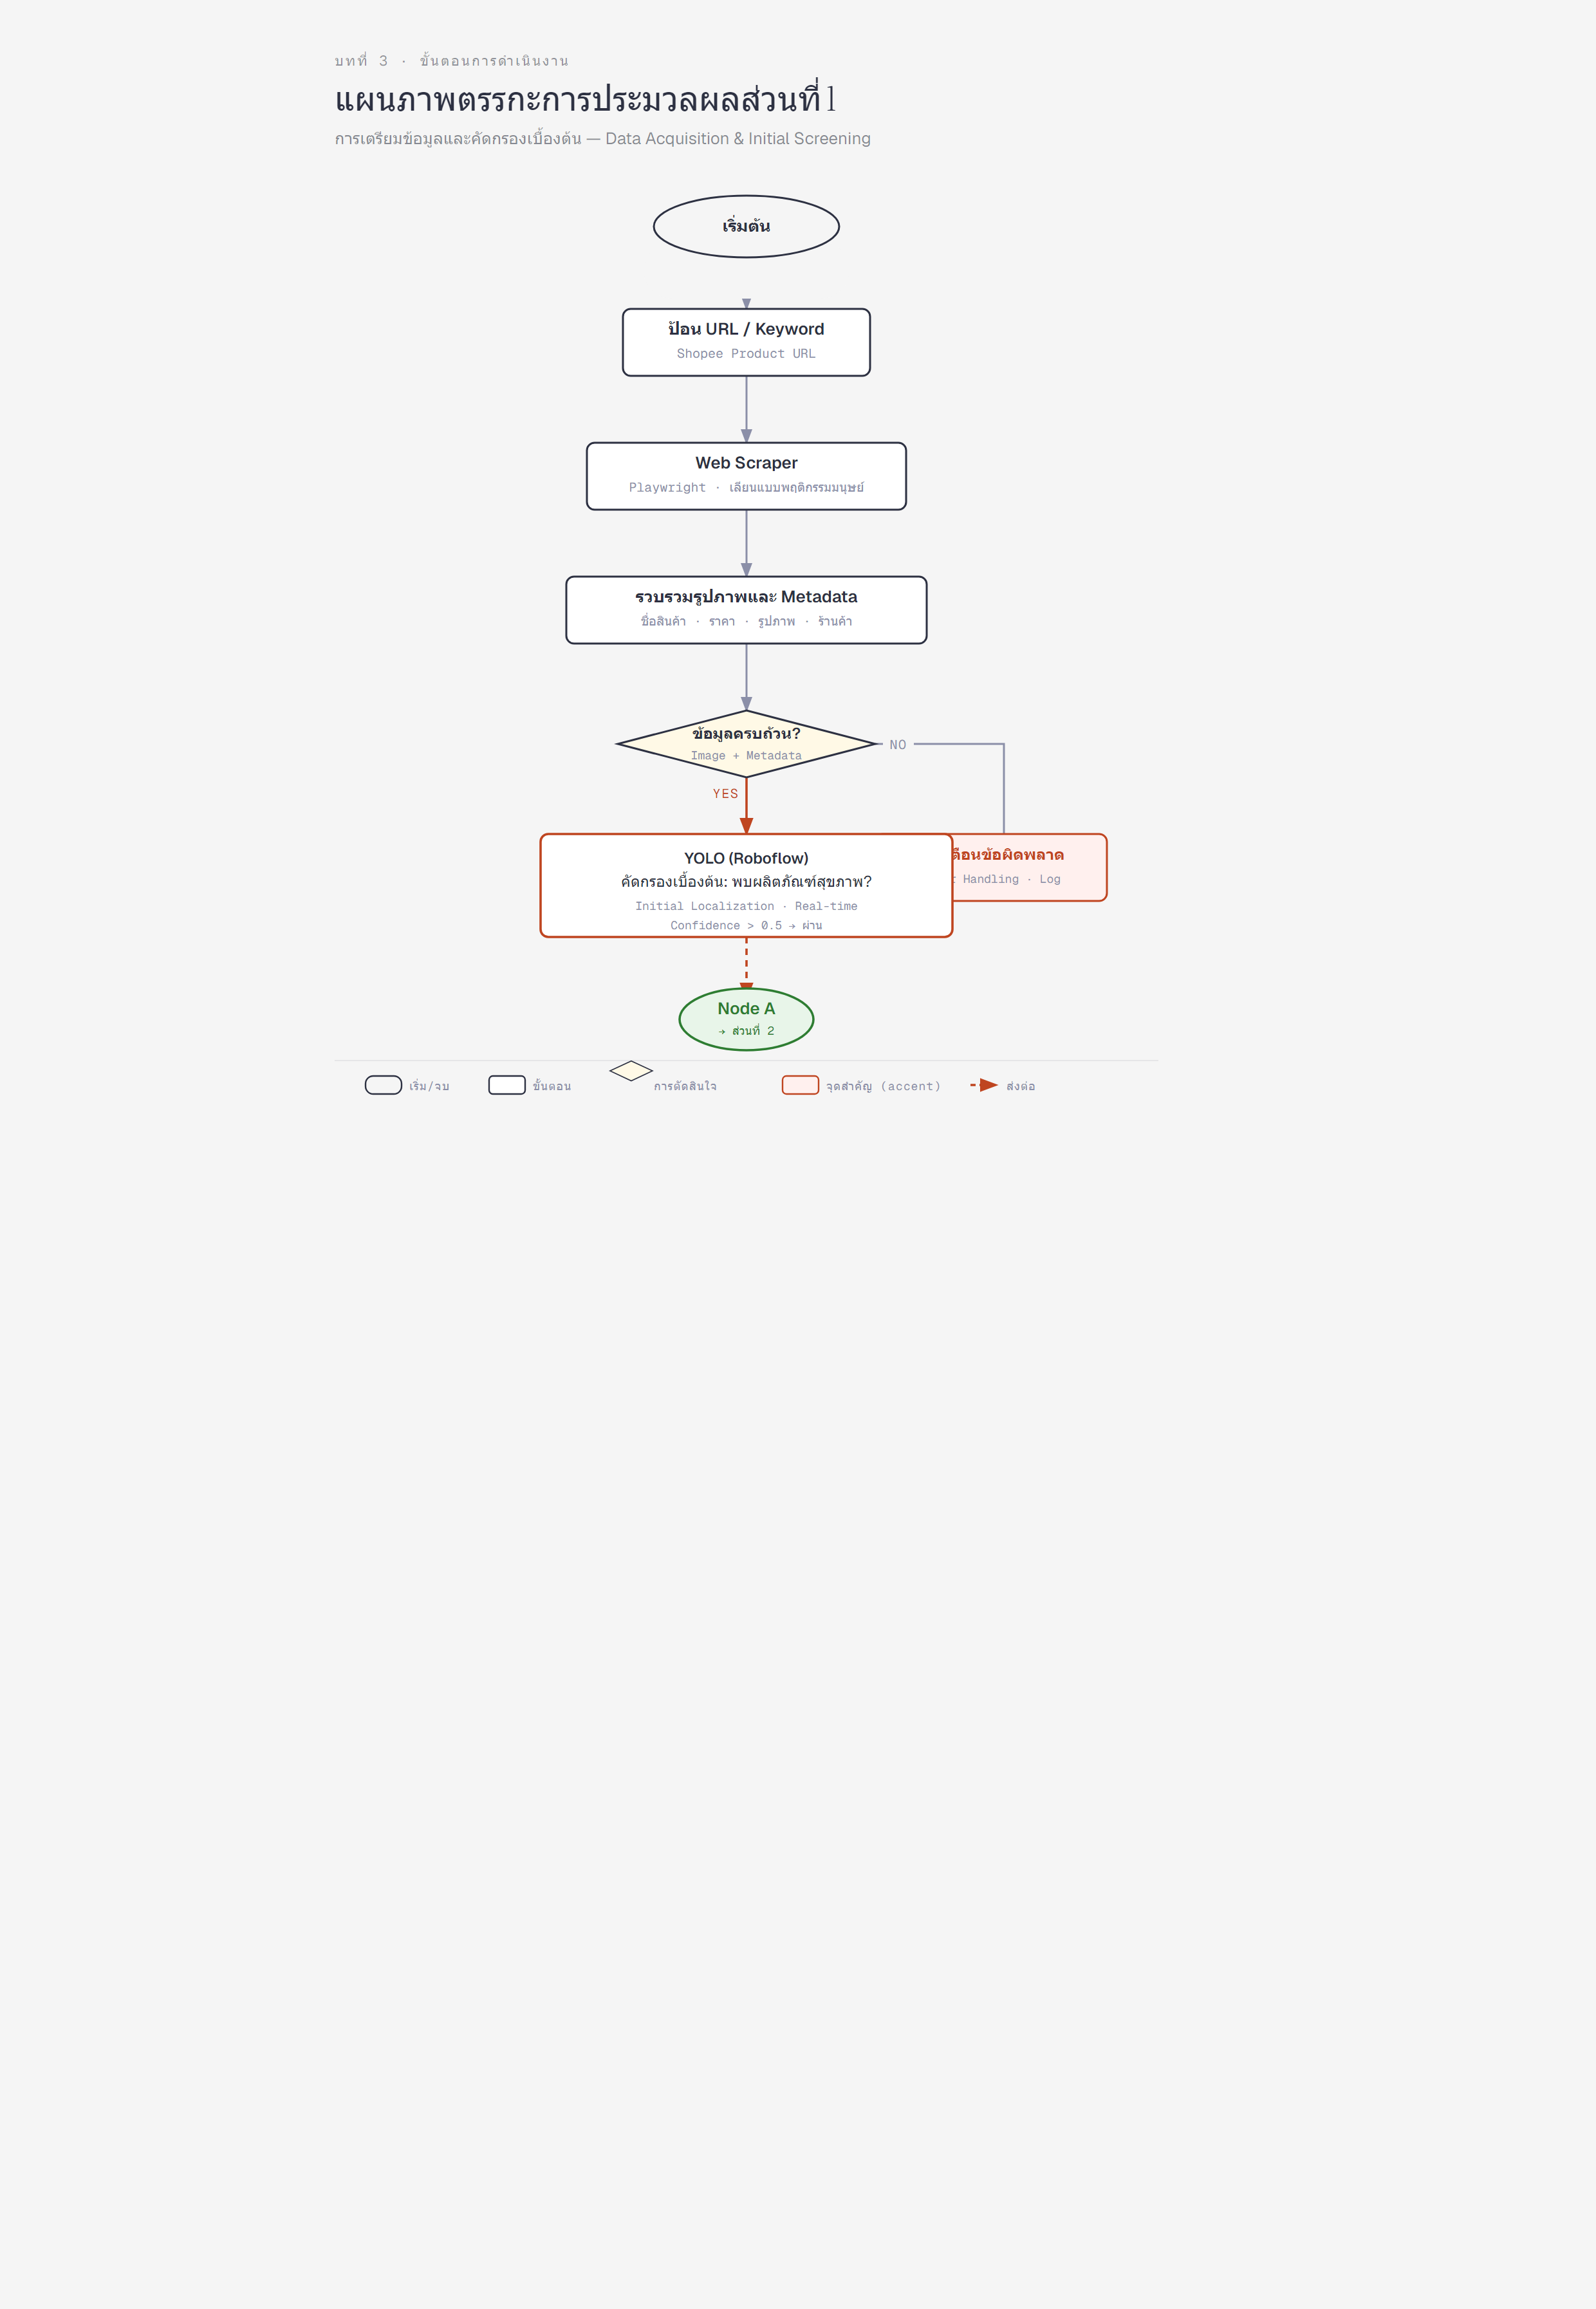 บทที่ 3 · ขั้นตอนการดำเนินงาน
แผนภาพตรรกะการประมวลผลส่วนที่ 1
การเตรียมข้อมูลและคัดกรองเบื้องต้น — Data Acquisition & Initial Screening
เริ่มต้น
ป้อน URL / Keyword
Shopee Product URL
Web Scraper
Playwright · เลียนแบบพฤติกรรมมนุษย์
รวบรวมรูปภาพและ Metadata
ชื่อสินค้า · ราคา · รูปภาพ · ร้านค้า
ข้อมูลครบถ้วน?
Image + Metadata
NO
YES
ตือนข้อผิดพลาด
Handling · Log
YOLO (Roboflow)
คัดกรองเบื้องต้น: พบผลิตภัณฑ์สุขภาพ?
Initial Localization · Real-time
Confidence > 0.5 → ผ่าน
Node A
→ ส่วนที่ 2
เริ่ม/จบ
ขั้นตอน
การตัดสินใจ
จุดสำคัญ (accent)
ส่งต่อ